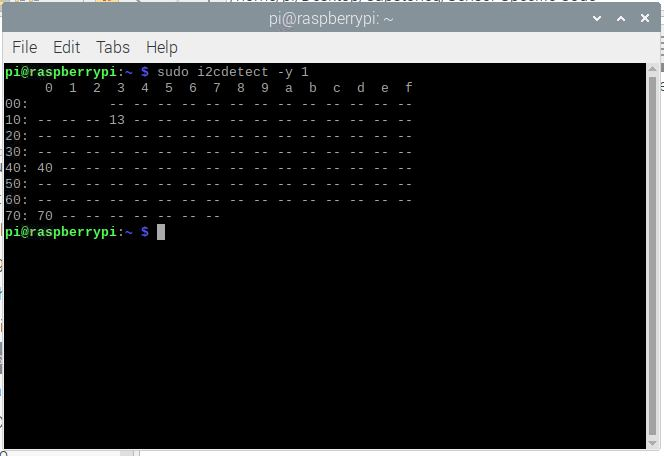 pi@raspberrypi: ~
File Edit Tabs Help
pi@raspberrypi:~ $ sudo i2cdetect -y 1
     0  1  2  3  4  5  6  7  8  9  a  b  c  d  e  f
00:          -- -- -- -- -- -- -- -- -- -- -- -- --
10: -- -- -- 13 -- -- -- -- -- -- -- -- -- -- -- --
20: -- -- -- -- -- -- -- -- -- -- -- -- -- -- -- --
30: -- -- -- -- -- -- -- -- -- -- -- -- -- -- -- --
40: 40 -- -- -- -- -- -- -- -- -- -- -- -- -- -- --
50: -- -- -- -- -- -- -- -- -- -- -- -- -- -- -- --
60: -- -- -- -- -- -- -- -- -- -- -- -- -- -- -- --
70: 70 -- -- -- -- -- -- --
pi@raspberrypi:~ $